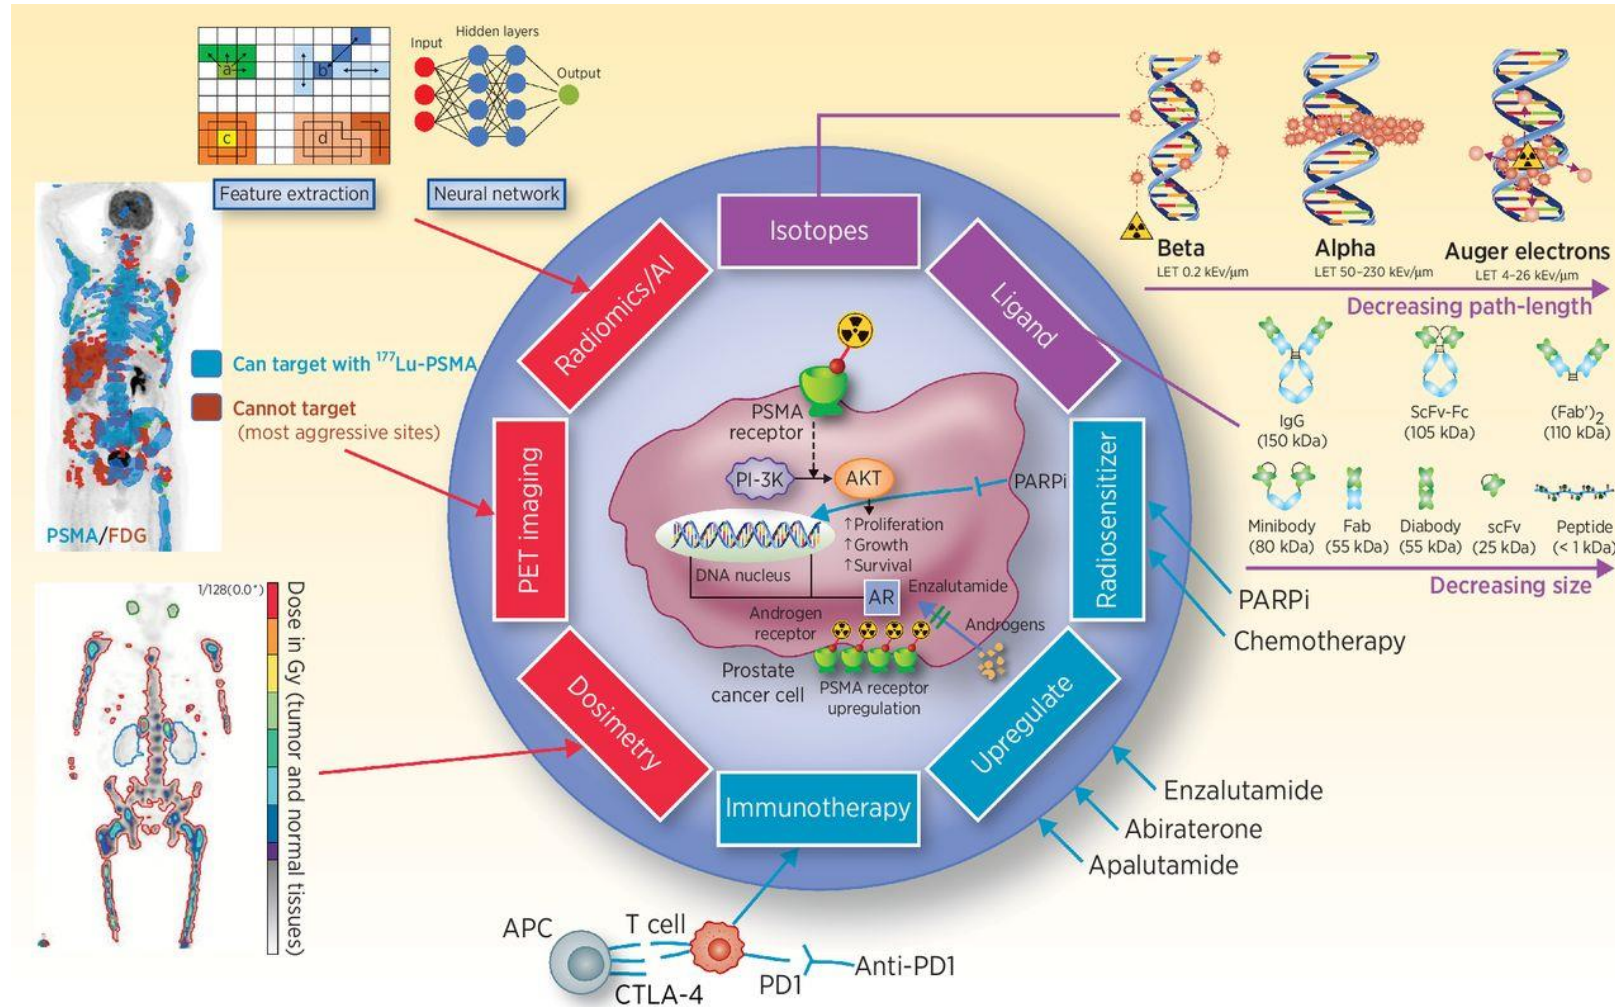 Input
Hidden layers
Output
a
b
c
d
Feature extraction
Neural network
Can target with ¹⁷⁷Lu-PSMA
Cannot target
(most aggressive sites)
PSMA/FDG
1/128(0.0°)
Dose in Gy (tumor and normal tissues)
Isotopes
Ligand
Radiosensitizer
Upregulate
Immunotherapy
Dosimetry
PET imaging
Radiomics/AI
PSMA
receptor
PI-3K
AKT
PARPi
↑Proliferation
↑Growth
↑Survival
DNA nucleus
AR
Enzalutamide
Androgen
receptor
Androgens
Prostate
cancer cell
PSMA receptor
upregulation
Beta
LET 0.2 kEv/μm
Alpha
LET 50–230 kEv/μm
Auger electrons
LET 4–26 kEv/μm
Decreasing path-length
IgG
(150 kDa)
ScFv-Fc
(105 kDa)
(Fab')₂
(110 kDa)
Minibody
(80 kDa)
Fab
(55 kDa)
Diabody
(55 kDa)
scFv
(25 kDa)
Peptide
(< 1 kDa)
Decreasing size
PARPi
Chemotherapy
Enzalutamide
Abiraterone
Apalutamide
APC
T cell
CTLA-4
PD1
Anti-PD1